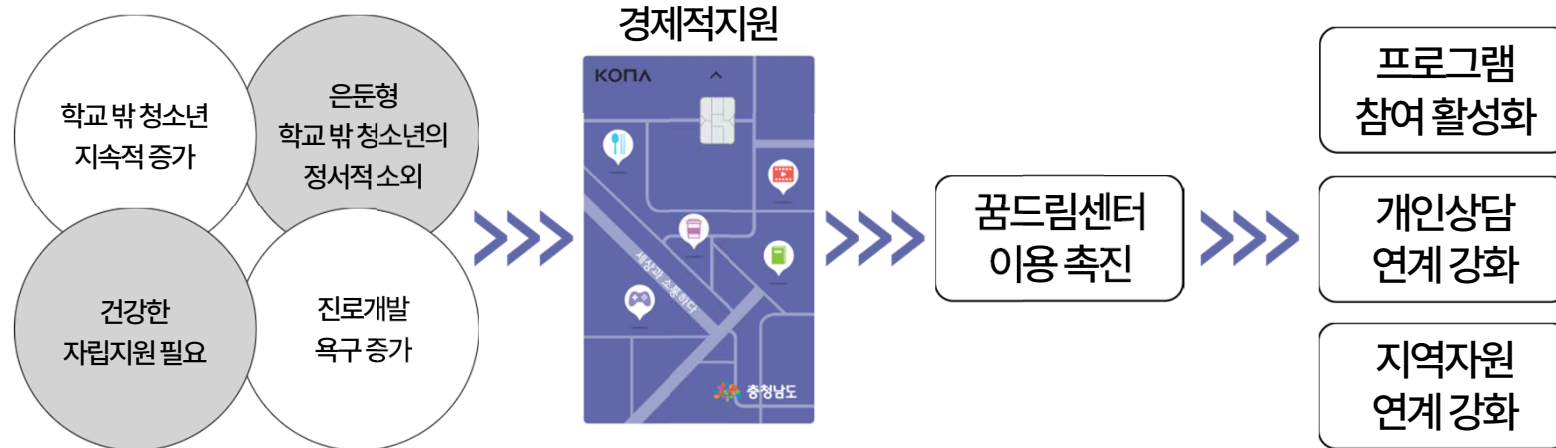 학교 밖 청소년
지속적 증가
은둔형
학교 밖 청소년의
정서적 소외
건강한
자립지원 필요
진로개발
욕구 증가
경제적지원
KONA
세상과 소통하다
충청남도
꿈드림센터
이용 촉진
프로그램
참여 활성화
개인상담
연계 강화
지역자원
연계 강화